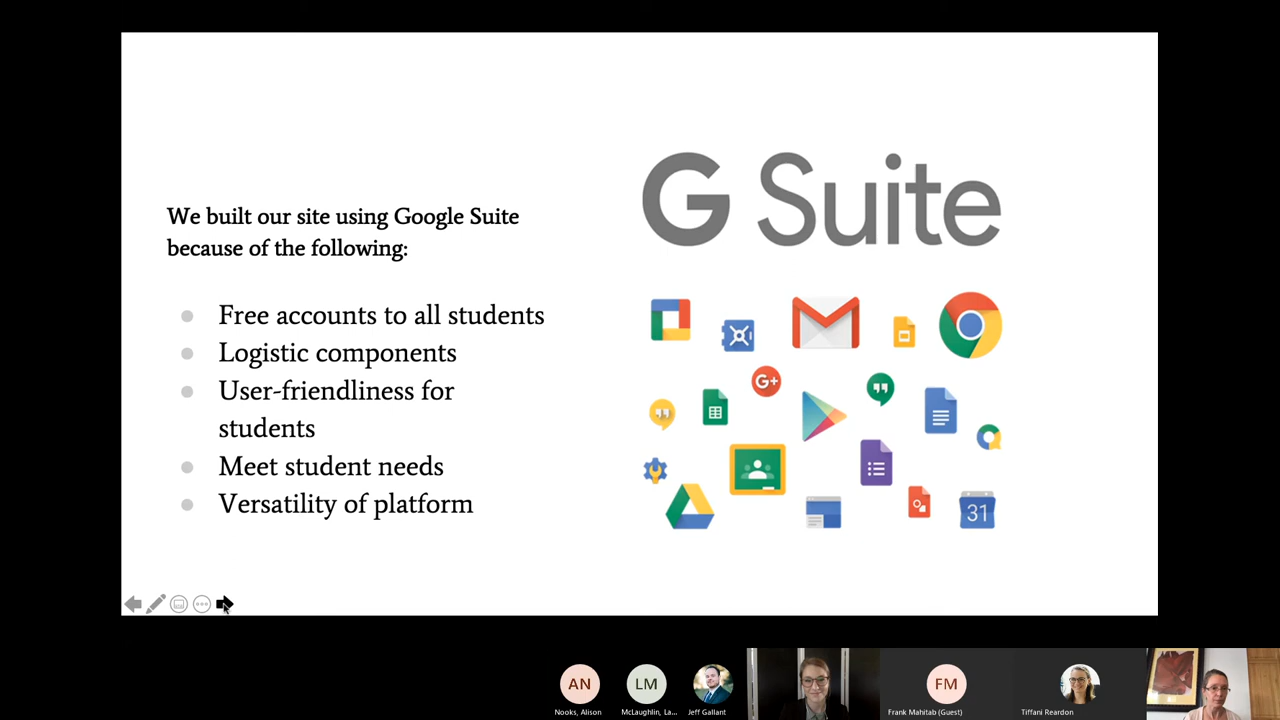 G Suite
We built our site using Google Suite
because of the following:
Free accounts to all students
Logistic components
User-friendliness for
students
Meet student needs
Versatility of platform
G+
31
AN
LM
FM
Nooks, Alison
McLaughlin, La...
Jeff Gallant
Frank Mahitab (Guest)
Tiffani Reardon